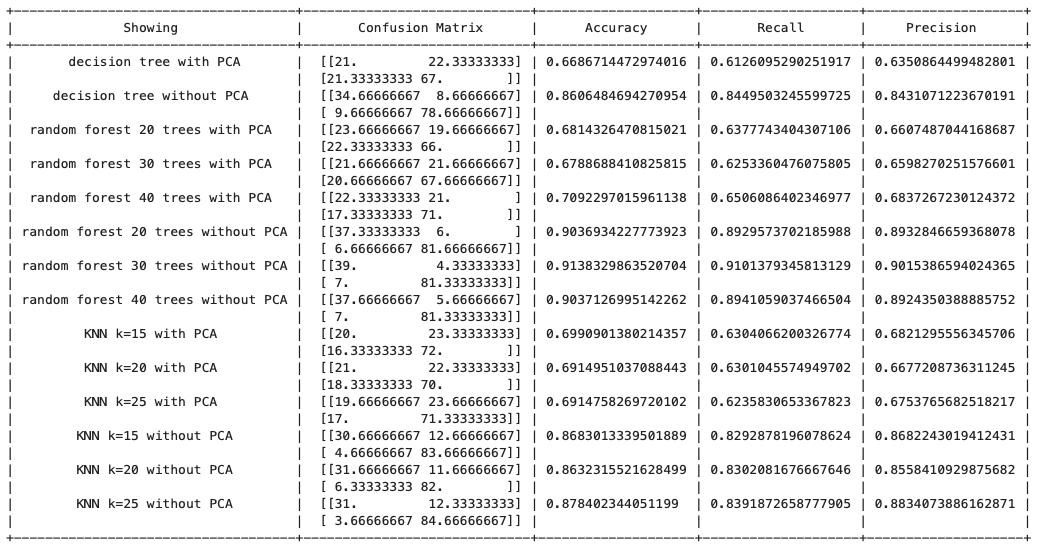 +-----------------------------------+-----------------------------+--------------------+--------------------+--------------------+
| Showing | Confusion Matrix | Accuracy | Recall | Precision |
+-----------------------------------+-----------------------------+--------------------+--------------------+--------------------+
| decision tree with PCA | [[21. 22.33333333] | 0.6686714472974016 | 0.6126095290251917 | 0.6350864499482801 |
| | [21.33333333 67. ]] | | | |
| decision tree without PCA | [[34.66666667 8.66666667] | 0.8606484694270954 | 0.8449503245599725 | 0.8431071223670191 |
| | [ 9.66666667 78.66666667]] | | | |
| random forest 20 trees with PCA | [[23.66666667 19.66666667] | 0.6814326470815021 | 0.6377743404307106 | 0.6607487044168687 |
| | [22.33333333 66. ]] | | | |
| random forest 30 trees with PCA | [[21.66666667 21.66666667] | 0.6788688410825815 | 0.6253360476075805 | 0.6598270251576601 |
| | [20.66666667 67.66666667]] | | | |
| random forest 40 trees with PCA | [[22.33333333 21. ] | 0.7092297015961138 | 0.6506086402346977 | 0.6837267230124372 |
| | [17.33333333 71. ]] | | | |
| random forest 20 trees without PCA | [[37.33333333 6. ] | 0.9036934227773923 | 0.8929573702185988 | 0.8932846659368078 |
| | [ 6.66666667 81.66666667]] | | | |
| random forest 30 trees without PCA | [[39. 4.33333333] | 0.9138329863520704 | 0.9101379345813129 | 0.9015386594024365 |
| | [ 7. 81.33333333]] | | | |
| random forest 40 trees without PCA | [[37.66666667 5.66666667] | 0.9037126995142262 | 0.8941059037466504 | 0.8924350388885752 |
| | [ 7. 81.33333333]] | | | |
| KNN k=15 with PCA | [[20. 23.33333333] | 0.6990901380214357 | 0.6304066200326774 | 0.6821295556345706 |
| | [16.33333333 72. ]] | | | |
| KNN k=20 with PCA | [[21. 22.33333333] | 0.6914951037088443 | 0.6301045574949702 | 0.6677208736311245 |
| | [18.33333333 70. ]] | | | |
| KNN k=25 with PCA | [[19.66666667 23.66666667] | 0.6914758269720102 | 0.6235830653367823 | 0.6753765682518217 |
| | [17. 71.33333333]] | | | |
| KNN k=15 without PCA | [[30.66666667 12.66666667] | 0.8683013339501889 | 0.8292878196078624 | 0.8682243019412431 |
| | [ 4.66666667 83.66666667]] | | | |
| KNN k=20 without PCA | [[31.66666667 11.66666667] | 0.8632315521628499 | 0.8302081676667646 | 0.8558410929875682 |
| | [ 6.33333333 82. ]] | | | |
| KNN k=25 without PCA | [[31. 12.33333333] | 0.878402344051199 | 0.8391872658777905 | 0.8834073886162871 |
| | [ 3.66666667 84.66666667]] | | | |
+-----------------------------------+-----------------------------+--------------------+--------------------+--------------------+